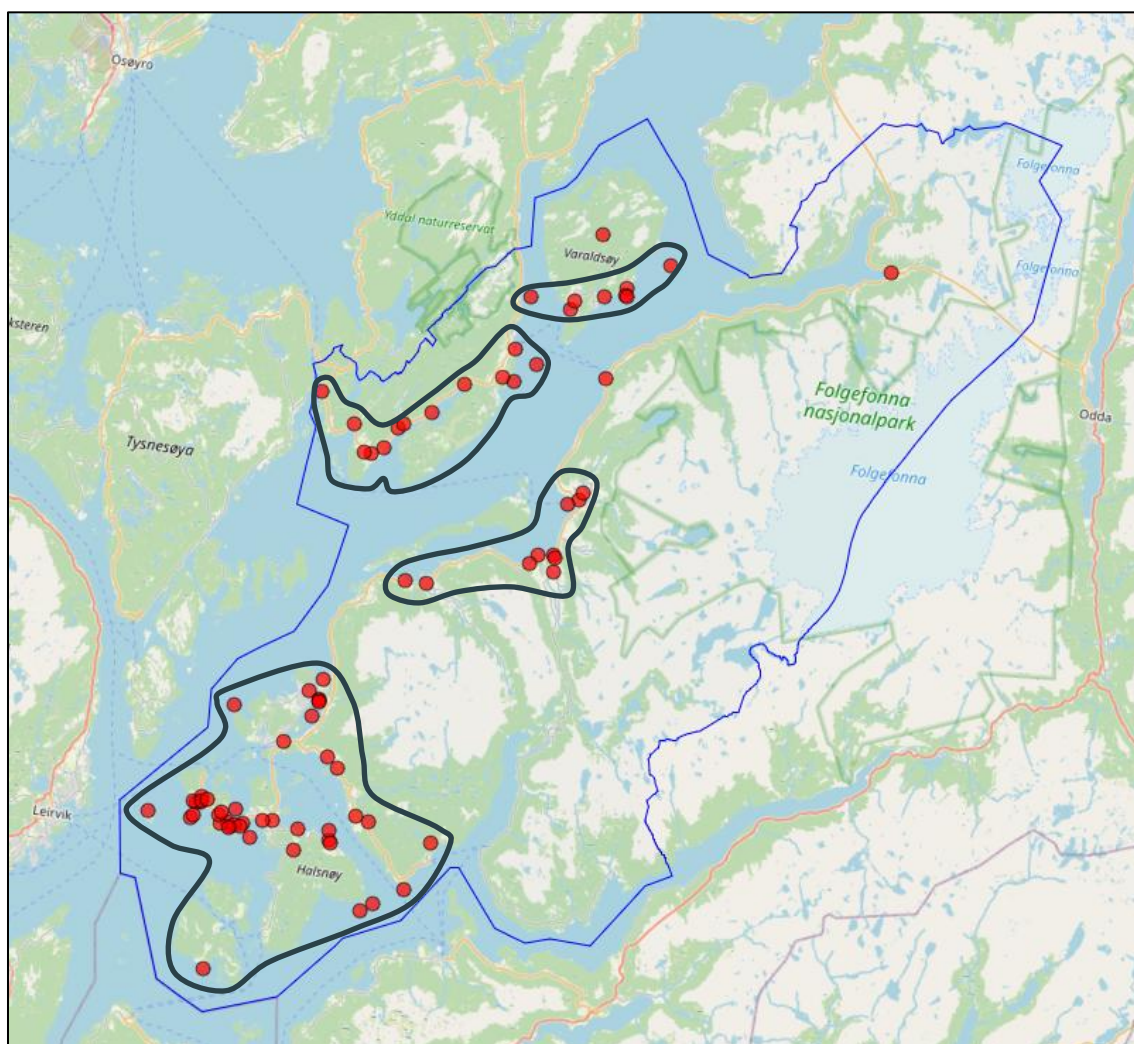 Osøyro
Folgefonna
Yddal naturreservat
Varaldsøy
Folgefonna
ksteren
Folgefonna
nasjonalpark
Odda
Tysnesøya
Folgefonna
Leirvik
Halsnøy